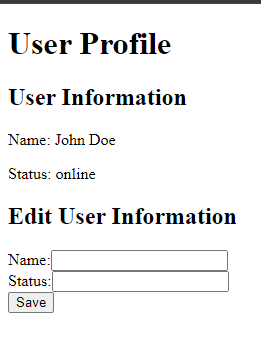 User Profile
User Information
Name: John Doe
Status: online
Edit User Information
Name:
Status:
Save